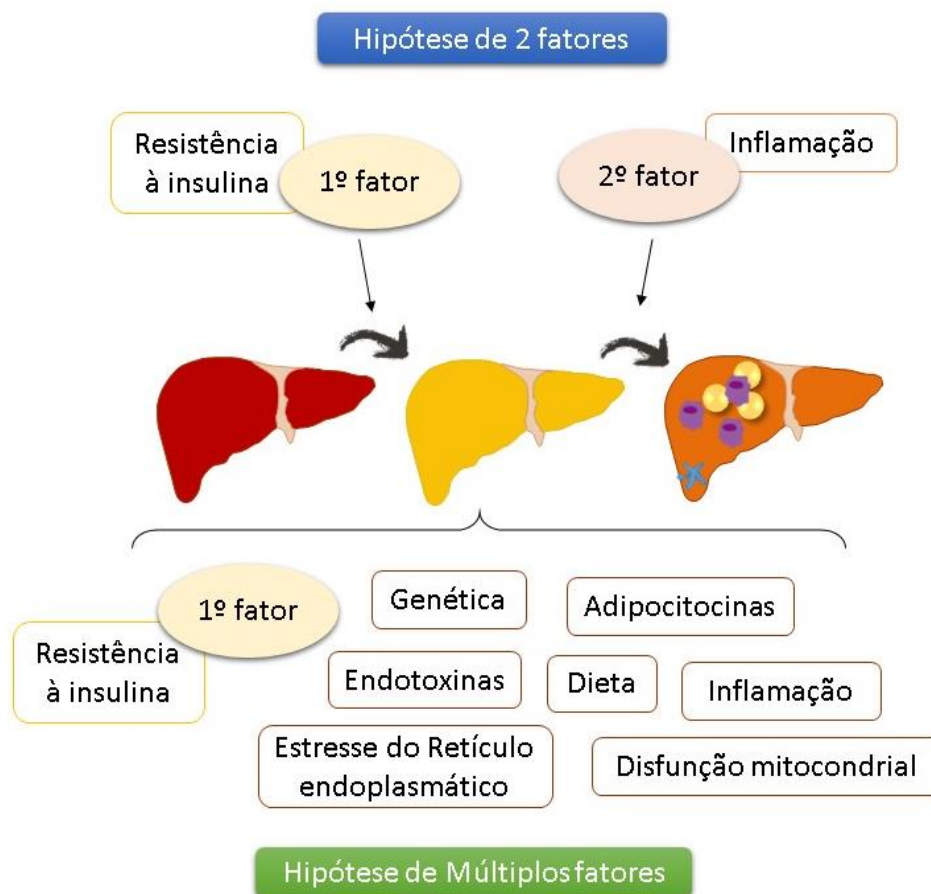 Hipótese de 2 fatores
Resistência
à insulina
1º fator
2º fator
Inflamação
1º fator
Resistência
à insulina
Genética
Adipocitocinas
Endotoxinas
Dieta
Inflamação
Estresse do Retículo
endoplasmático
Disfunção mitocondrial
Hipótese de Múltiplos fatores